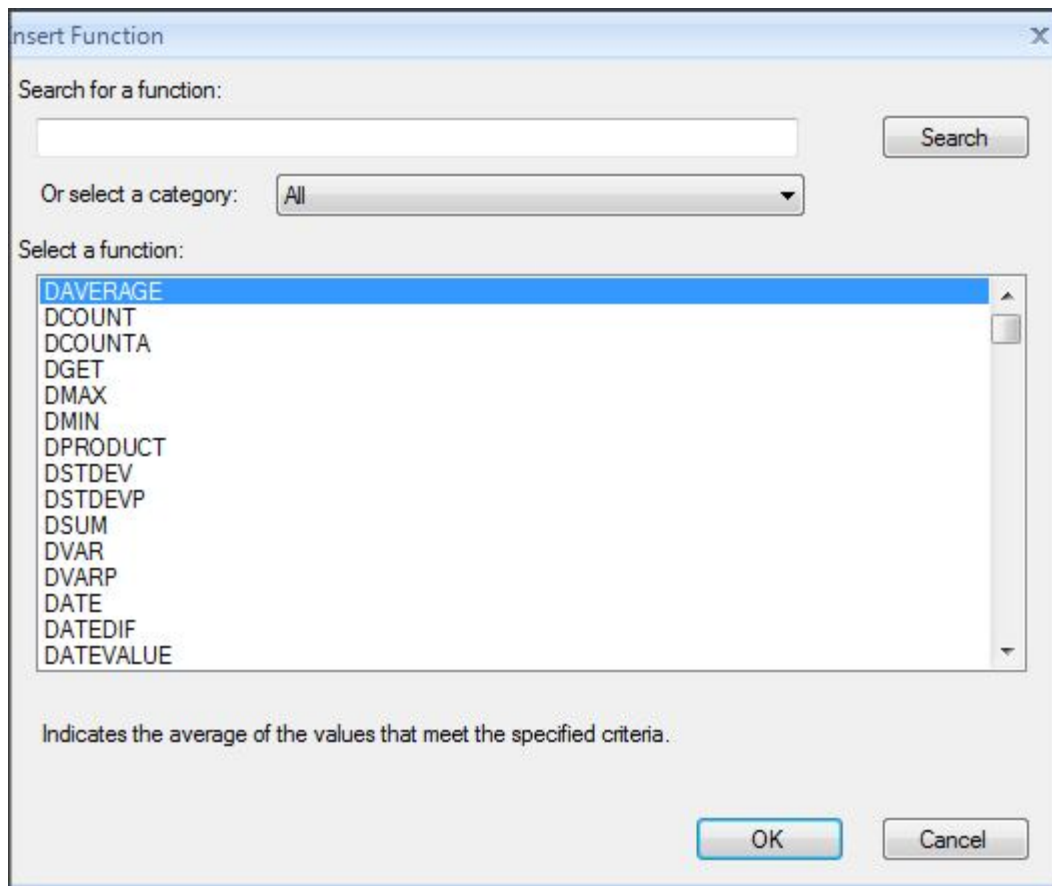 nsert Function
Search for a function:
Search
Or select a category: All
Select a function:
DAVERAGE
DCOUNT
DCOUNTA
DGET
DMAX
DMIN
DPRODUCT
DSTDEV
DSTDEVP
DSUM
DVAR
DVARP
DATE
DATEDIF
DATEVALUE
Indicates the average of the values that meet the specified criteria.
OK Cancel